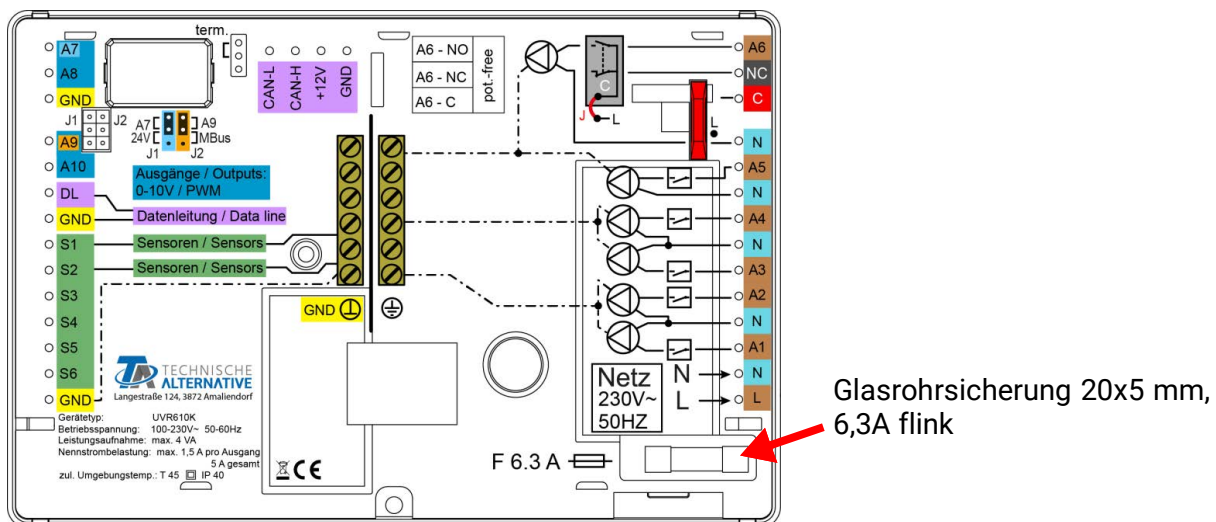 term.
A7
A8
GND
J1
J2
A7
A9
24V
MBus
J1
J2
A9
A10
DL
GND
S1
S2
S3
S4
S5
S6
GND
CAN-L
CAN-H
+12V
GND
A6 - NO
A6 - NC
A6 - C
pot.-free
Ausgänge / Outputs:
0-10V / PWM
Datenleitung / Data line
Sensoren / Sensors
Sensoren / Sensors
GND
C
J
L
L
A6
NC
C
N
A5
N
A4
N
A3
A2
N
A1
N
L
Netz
230V~
50HZ
N
L
TA TECHNISCHE
ALTERNATIVE
Langestraße 124, 3872 Amaliendorf
Gerätetyp: UVR610K
Betriebsspannung: 100-230V~ 50-60Hz
Leistungsaufnahme: max. 4 VA
Nennstrombelastung: max. 1,5 A pro Ausgang
5 A gesamt
zul. Umgebungstemp.: T 45 IP 40
CE
F 6.3 A
Glasrohrsicherung 20x5 mm,
6,3A flink